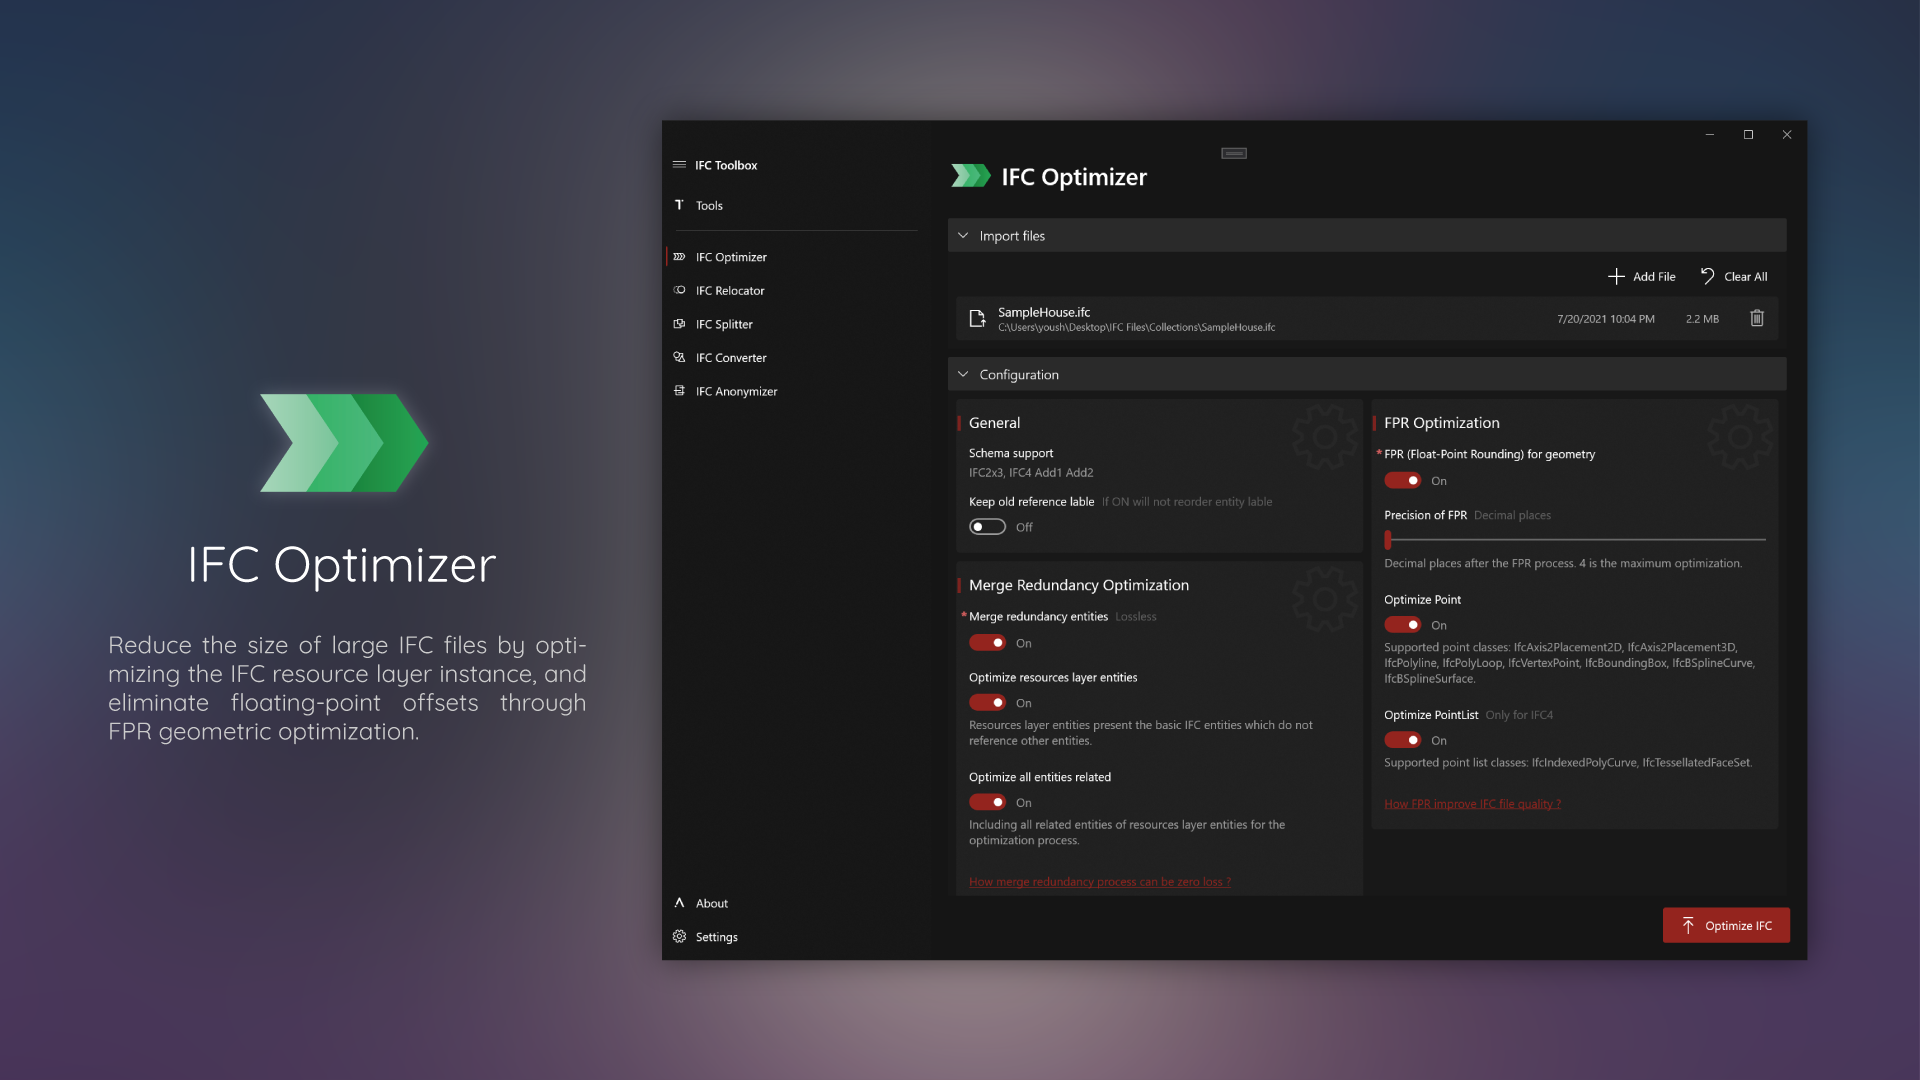 IFC Optimizer
Reduce the size of large IFC files by opti-
mizing the IFC resource layer instance, and
eliminate floating-point offsets through
FPR geometric optimization.
IFC Toolbox
Tools
IFC Optimizer
IFC Relocator
IFC Splitter
IFC Converter
IFC Anonymizer
About
Settings
IFC Optimizer
Import files
Add File
Clear All
SampleHouse.ifc
C:\Users\yoush\Desktop\IFC Files\Collections\SampleHouse.ifc
7/20/2021 10:04 PM
2.2 MB
Configuration
General
Schema support
IFC2x3, IFC4 Add1 Add2
Keep old reference lable If ON will not reorder entity lable
Off
Merge Redundancy Optimization
* Merge redundancy entities Lossless
On
Optimize resources layer entities
On
Resources layer entities present the basic IFC entities which do not
reference other entities.
Optimize all entities related
On
Including all related entities of resources layer entities for the
optimization process.
How merge redundancy process can be zero loss ?
FPR Optimization
* FPR (Float-Point Rounding) for geometry
On
Precision of FPR Decimal places
Decimal places after the FPR process. 4 is the maximum optimization.
Optimize Point
On
Supported point classes: IfcAxis2Placement2D, IfcAxis2Placement3D,
IfcPolyline, IfcPolyLoop, IfcVertexPoint, IfcBoundingBox, IfcBSplineCurve,
IfcBSplineSurface.
Optimize PointList Only for IFC4
On
Supported point list classes: IfcIndexedPolyCurve, IfcTessellatedFaceSet.
How FPR improve IFC file quality ?
Optimize IFC